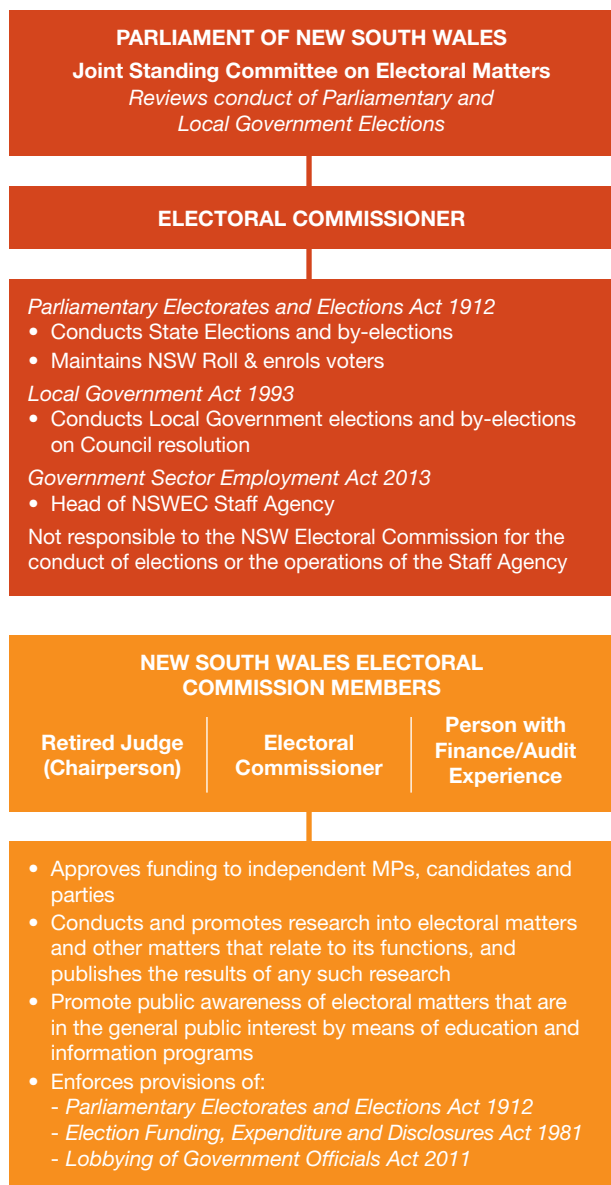 PARLIAMENT OF NEW SOUTH WALES
Joint Standing Committee on Electoral Matters
Reviews conduct of Parliamentary and
Local Government Elections
ELECTORAL COMMISSIONER
Parliamentary Electorates and Elections Act 1912
• Conducts State Elections and by-elections
• Maintains NSW Roll & enrols voters
Local Government Act 1993
• Conducts Local Government elections and by-elections
on Council resolution
Government Sector Employment Act 2013
• Head of NSWEC Staff Agency
Not responsible to the NSW Electoral Commission for the
conduct of elections or the operations of the Staff Agency
NEW SOUTH WALES ELECTORAL
COMMISSION MEMBERS
Retired Judge
(Chairperson)
Electoral
Commissioner
Person with
Finance/Audit
Experience
• Approves funding to independent MPs, candidates and
parties
• Conducts and promotes research into electoral matters
and other matters that relate to its functions, and
publishes the results of any such research
• Promote public awareness of electoral matters that are
in the general public interest by means of education and
information programs
• Enforces provisions of:
- Parliamentary Electorates and Elections Act 1912
- Election Funding, Expenditure and Disclosures Act 1981
- Lobbying of Government Officials Act 2011